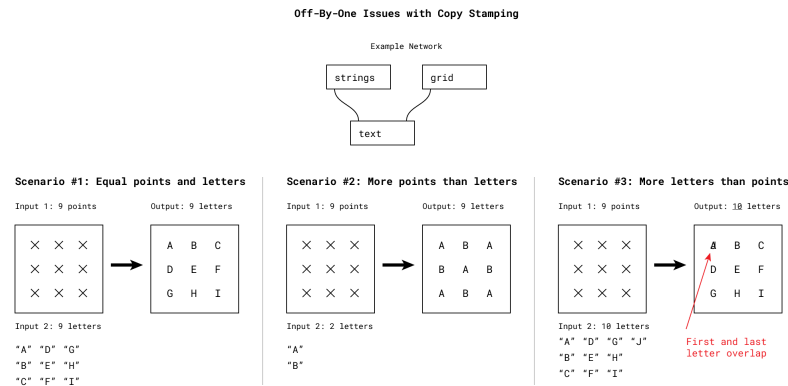 Off-By-One Issues with Copy Stamping
Example Network
strings
grid
text
Scenario #1: Equal points and letters
Input 1: 9 points
Output: 9 letters
A B C
D E F
G H I
Input 2: 9 letters
“A” “D” “G”
“B” “E” “H”
“C” “F” “I”
Scenario #2: More points than letters
Input 1: 9 points
Output: 9 letters
A B A
B A B
A B A
Input 2: 2 letters
“A”
“B”
Scenario #3: More letters than points
Input 1: 9 points
Output: 10 letters
B C
D E F
G H I
Input 2: 10 letters
“A” “D” “G” “J”
“B” “E” “H”
“C” “F” “I”
First and last
letter overlap